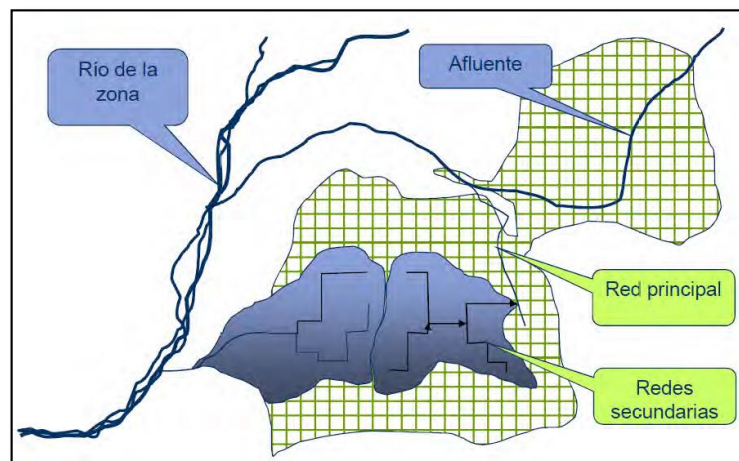 Río de la
zona
Afluente
Red principal
Redes
secundarias